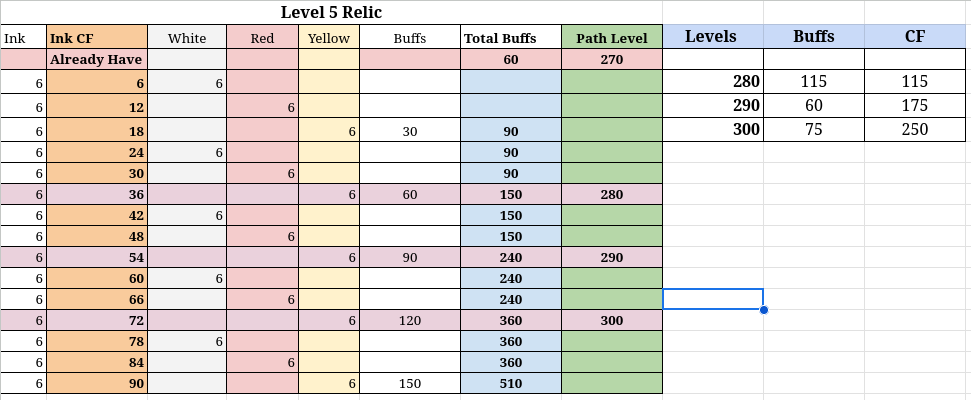 Level 5 Relic
Ink Ink CF White Red Yellow Buffs Total Buffs Path Level Levels Buffs CF
Already Have 60 270
6 6 6 280 115 115
6 12 6 290 60 175
6 18 6 30 90 300 75 250
6 24 6 90
6 30 6 90
6 36 6 60 150 280
6 42 6 150
6 48 6 150
6 54 6 90 240 290
6 60 6 240
6 66 6 240
6 72 6 120 360 300
6 78 6 360
6 84 6 360
6 90 6 150 510